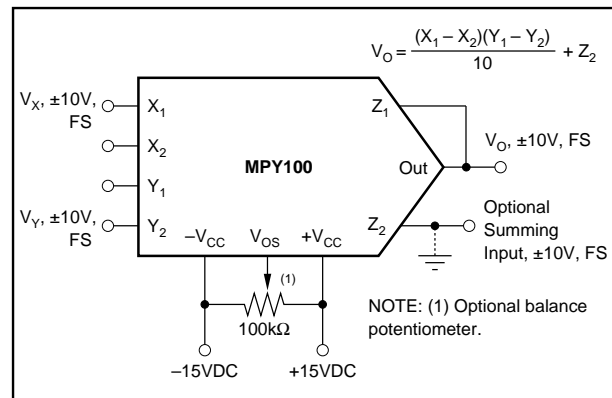 V_O = (X_1 – X_2)(Y_1 – Y_2) / 10 + Z_2
V_X, ±10V,
FS
X_1
Z_1
X_2
V_O, ±10V, FS
MPY100
Out
Y_1
V_Y, ±10V,
FS
Y_2
–V_CC
V_OS
+V_CC
Z_2
Optional
Summing
Input, ±10V, FS
(1)
100kΩ
NOTE: (1) Optional balance
potentiometer.
–15VDC
+15VDC